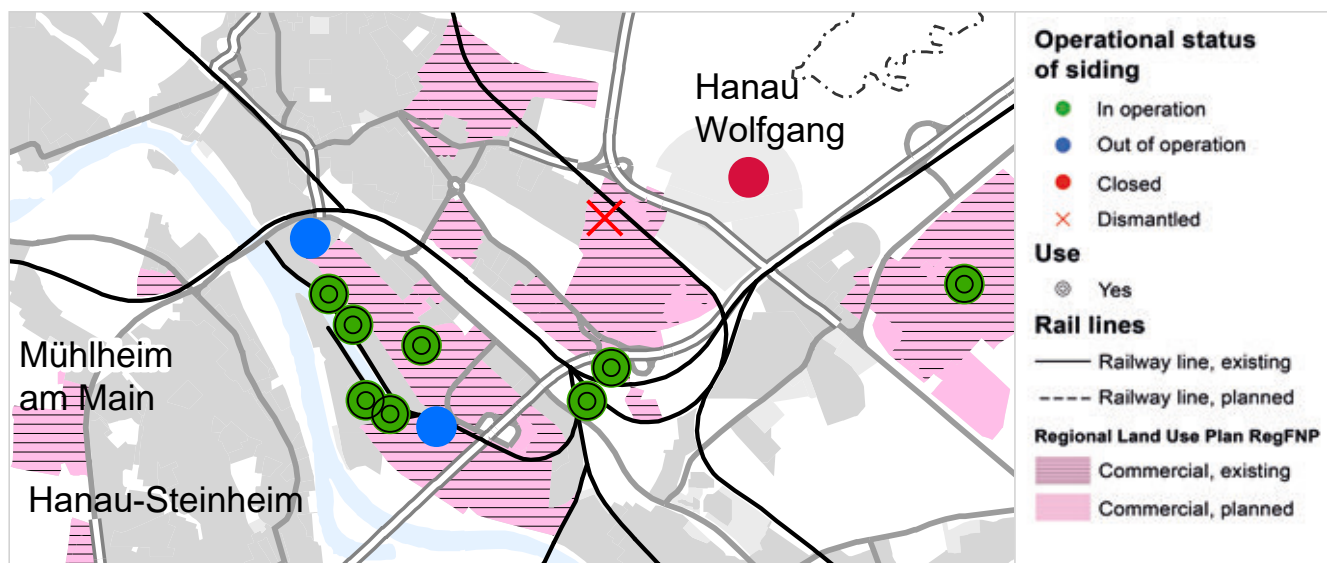 Hanau
Wolfgang
Mühlheim
am Main
Hanau-Steinheim
Operational status
of siding
In operation
Out of operation
Closed
Dismantled
Use
Yes
Rail lines
Railway line, existing
Railway line, planned
Regional Land Use Plan RegFNP
Commercial, existing
Commercial, planned